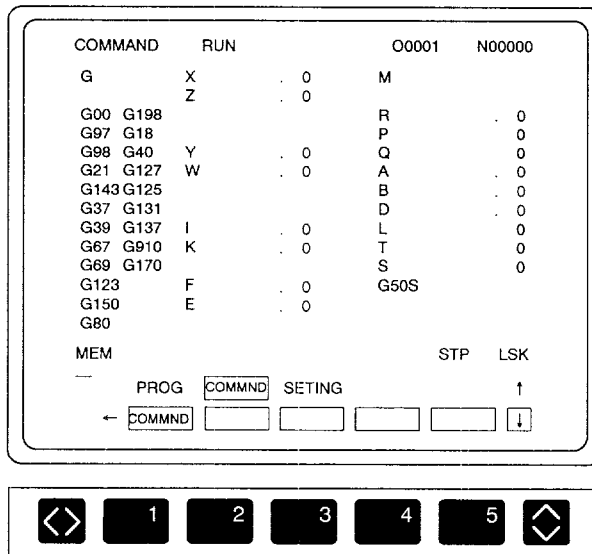 COMMAND RUN O0001 N00000
G X . 0 M
Z . 0
G00 G198 R . 0
G97 G18 P 0
G98 G40 Y . 0 Q 0
G21 G127 W . 0 A . 0
G143 G125 B . 0
G37 G131 D . 0
G39 G137 I . 0 L 0
G67 G910 K . 0 T 0
G69 G170 S 0
G123 F . 0 G50S
G150 E . 0
G80
MEM STP LSK
PROG COMMND SETING ↑
← COMMND ↓
1 2 3 4 5